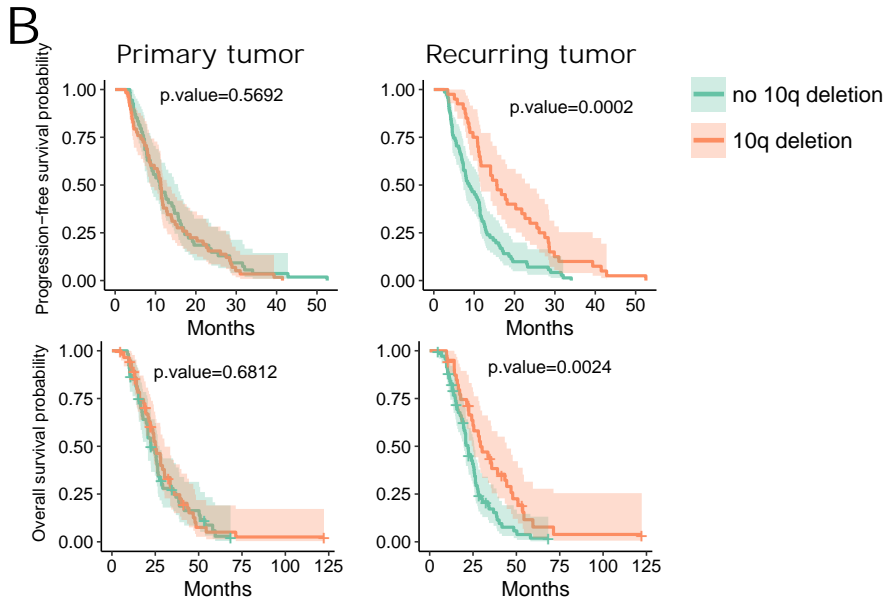 B
Primary tumor
Recurring tumor
Progression−free survival probability
1.00
0.75
0.50
0.25
0.00
p.value=0.5692
0 10 20 30 40 50
Months
1.00
0.75
0.50
0.25
0.00
p.value=0.0002
0 10 20 30 40 50
Months
no 10q deletion
10q deletion
Overall survival probability
1.00
0.75
0.50
0.25
0.00
p.value=0.6812
0 25 50 75 100 125
Months
1.00
0.75
0.50
0.25
0.00
p.value=0.0024
0 25 50 75 100 125
Months